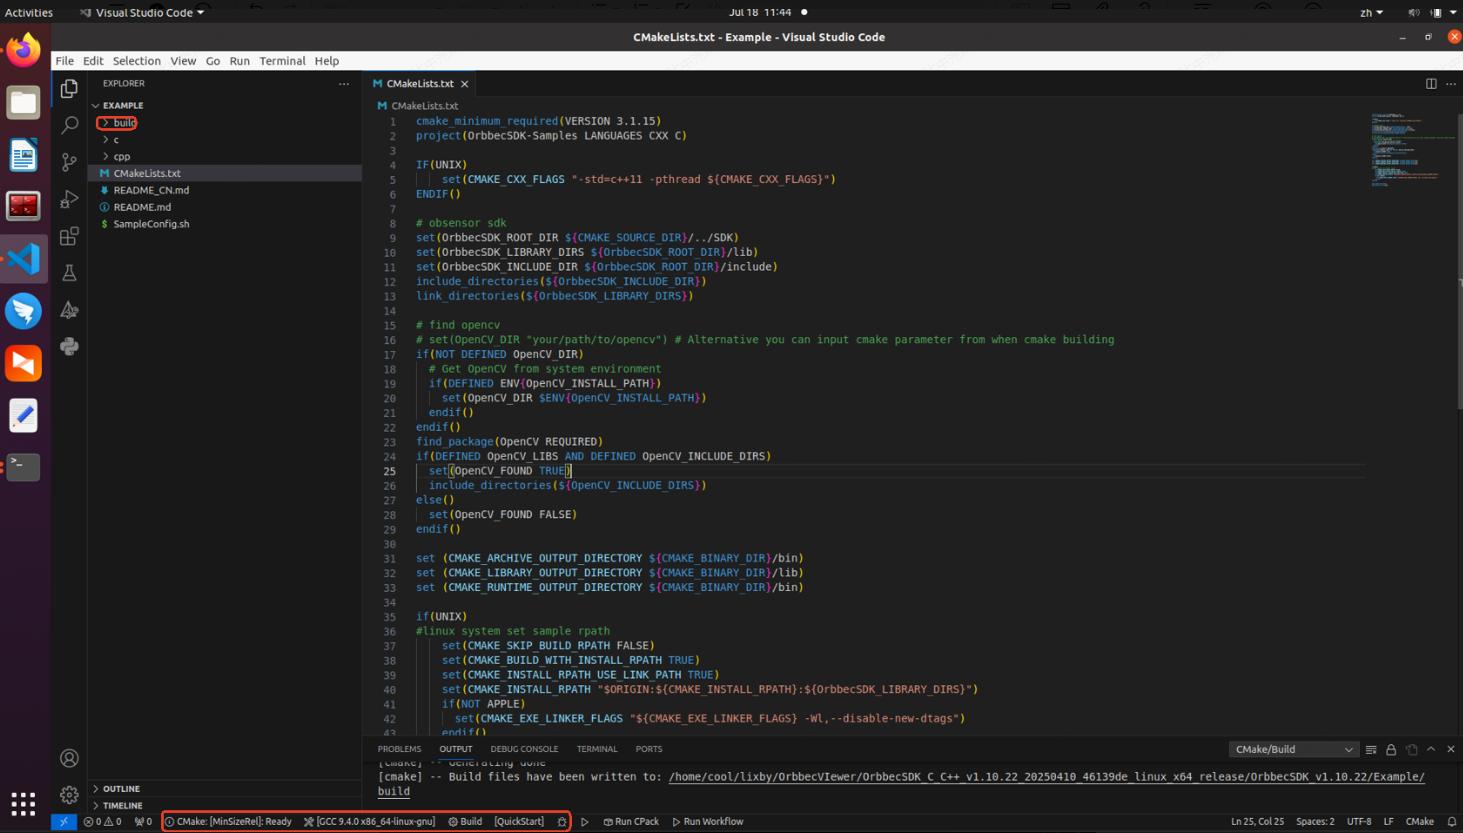 Activities
Visual Studio Code
Jul 18 11:44
zh
CMakeLists.txt - Example - Visual Studio Code
File Edit Selection View Go Run Terminal Help
EXPLORER
EXAMPLE
build
c
cpp
CMakeLists.txt
README_CN.md
README.md
SampleConfig.sh
OUTLINE
TIMELINE
CMakeLists.txt
CMakeLists.txt
1 cmake_minimum_required(VERSION 3.1.15)
2 project(OrbbecSDK-Samples LANGUAGES CXX C)
3
4 IF(UNIX)
5 set(CMAKE_CXX_FLAGS "-std=c++11 -pthread ${CMAKE_CXX_FLAGS}")
6 ENDIF()
7
8 # obsensor sdk
9 set(OrbbecSDK_ROOT_DIR ${CMAKE_SOURCE_DIR}/../SDK)
10 set(OrbbecSDK_LIBRARY_DIRS ${OrbbecSDK_ROOT_DIR}/lib)
11 set(OrbbecSDK_INCLUDE_DIR ${OrbbecSDK_ROOT_DIR}/include)
12 include_directories(${OrbbecSDK_INCLUDE_DIR})
13 link_directories(${OrbbecSDK_LIBRARY_DIRS})
14
15 # find opencv
16 # set(OpenCV_DIR "your/path/to/opencv") # Alternative you can input cmake parameter from when cmake building
17 if(NOT DEFINED OpenCV_DIR)
18 # Get OpenCV from system environment
19 if(DEFINED ENV{OpenCV_INSTALL_PATH})
20 set(OpenCV_DIR $ENV{OpenCV_INSTALL_PATH})
21 endif()
22 endif()
23 find_package(OpenCV REQUIRED)
24 if(DEFINED OpenCV_LIBS AND DEFINED OpenCV_INCLUDE_DIRS)
25 set(OpenCV_FOUND TRUE)
26 include_directories(${OpenCV_INCLUDE_DIRS})
27 else()
28 set(OpenCV_FOUND FALSE)
29 endif()
30
31 set (CMAKE_ARCHIVE_OUTPUT_DIRECTORY ${CMAKE_BINARY_DIR}/bin)
32 set (CMAKE_LIBRARY_OUTPUT_DIRECTORY ${CMAKE_BINARY_DIR}/lib)
33 set (CMAKE_RUNTIME_OUTPUT_DIRECTORY ${CMAKE_BINARY_DIR}/bin)
34
35 if(UNIX)
36 #linux system set sample rpath
37 set(CMAKE_SKIP_BUILD_RPATH FALSE)
38 set(CMAKE_BUILD_WITH_INSTALL_RPATH TRUE)
39 set(CMAKE_INSTALL_RPATH_USE_LINK_PATH TRUE)
40 set(CMAKE_INSTALL_RPATH "$ORIGIN:${CMAKE_INSTALL_RPATH}:${OrbbecSDK_LIBRARY_DIRS}")
41 if(NOT APPLE)
42 set(CMAKE_EXE_LINKER_FLAGS "${CMAKE_EXE_LINKER_FLAGS} -Wl,--disable-new-dtags")
43 endif()
PROBLEMS OUTPUT DEBUG CONSOLE TERMINAL PORTS
CMake/Build
[cmake] -- Generating done
[cmake] -- Build files have been written to: /home/cool/lixby/OrbbecVIewer/OrbbecSDK_C_C++_v1.10.22_20250410_46139de_linux_x64_release/OrbbecSDK_v1.10.22/Example/
build
0 0 0 CMake: [MinSizeRel]: Ready [GCC 9.4.0 x86_64-linux-gnu] Build [QuickStart] Run CPack Run Workflow Ln 25, Col 25 Spaces: 2 UTF-8 LF CMake